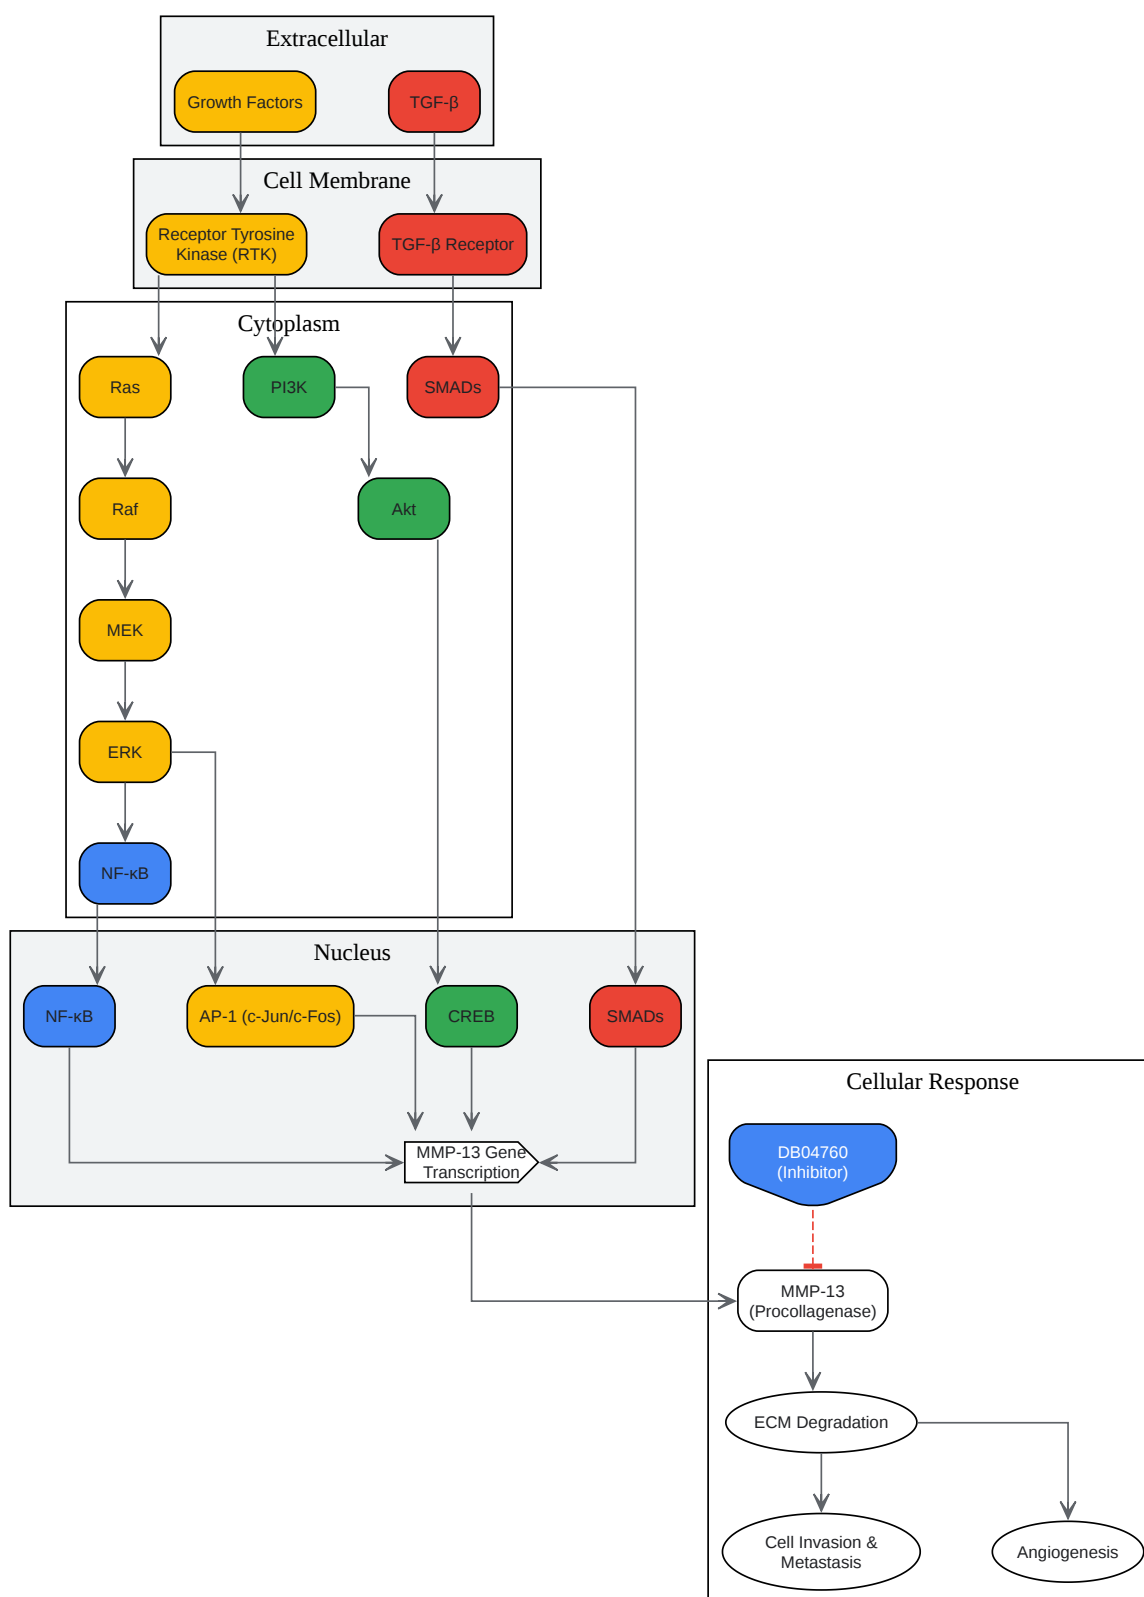 Extracellular
Growth Factors
TGF-β
Cell Membrane
Receptor Tyrosine
Kinase (RTK)
TGF-β Receptor
Cytoplasm
Ras
PI3K
SMADs
Raf
Akt
MEK
ERK
NF-κB
Nucleus
NF-κB
AP-1 (c-Jun/c-Fos)
CREB
SMADs
MMP-13 Gene
Transcription
Cellular Response
DB04760
(Inhibitor)
MMP-13
(Procollagenase)
ECM Degradation
Cell Invasion &
Metastasis
Angiogenesis